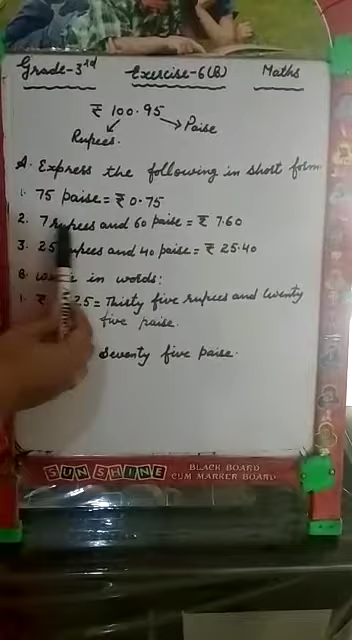 Grade-3rd Exercise-6(B) Maths
₹ 100.95
Rupees Paise
A. Express the following in short form
1. 75 paise = ₹ 0.75
2. 7 rupees and 60 paise = ₹ 7.60
3. 25 rupees and 40 paise = ₹ 25.40
B. Write in words:
1. ₹ 25 = Thirty five rupees and twenty
five paise.
Seventy five paise.
SUNSHINE BLACK BOARD
CUM MARKER BOARD